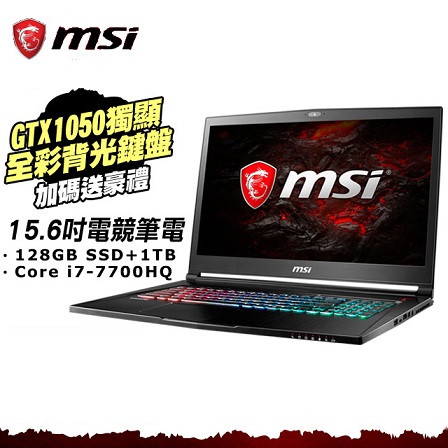 msi
GTX1050獨顯
全彩背光鍵盤
加碼送豪禮
15.6吋電競筆電
· 128GB SSD+1TB
· Core i7-7700HQ
msi
msi